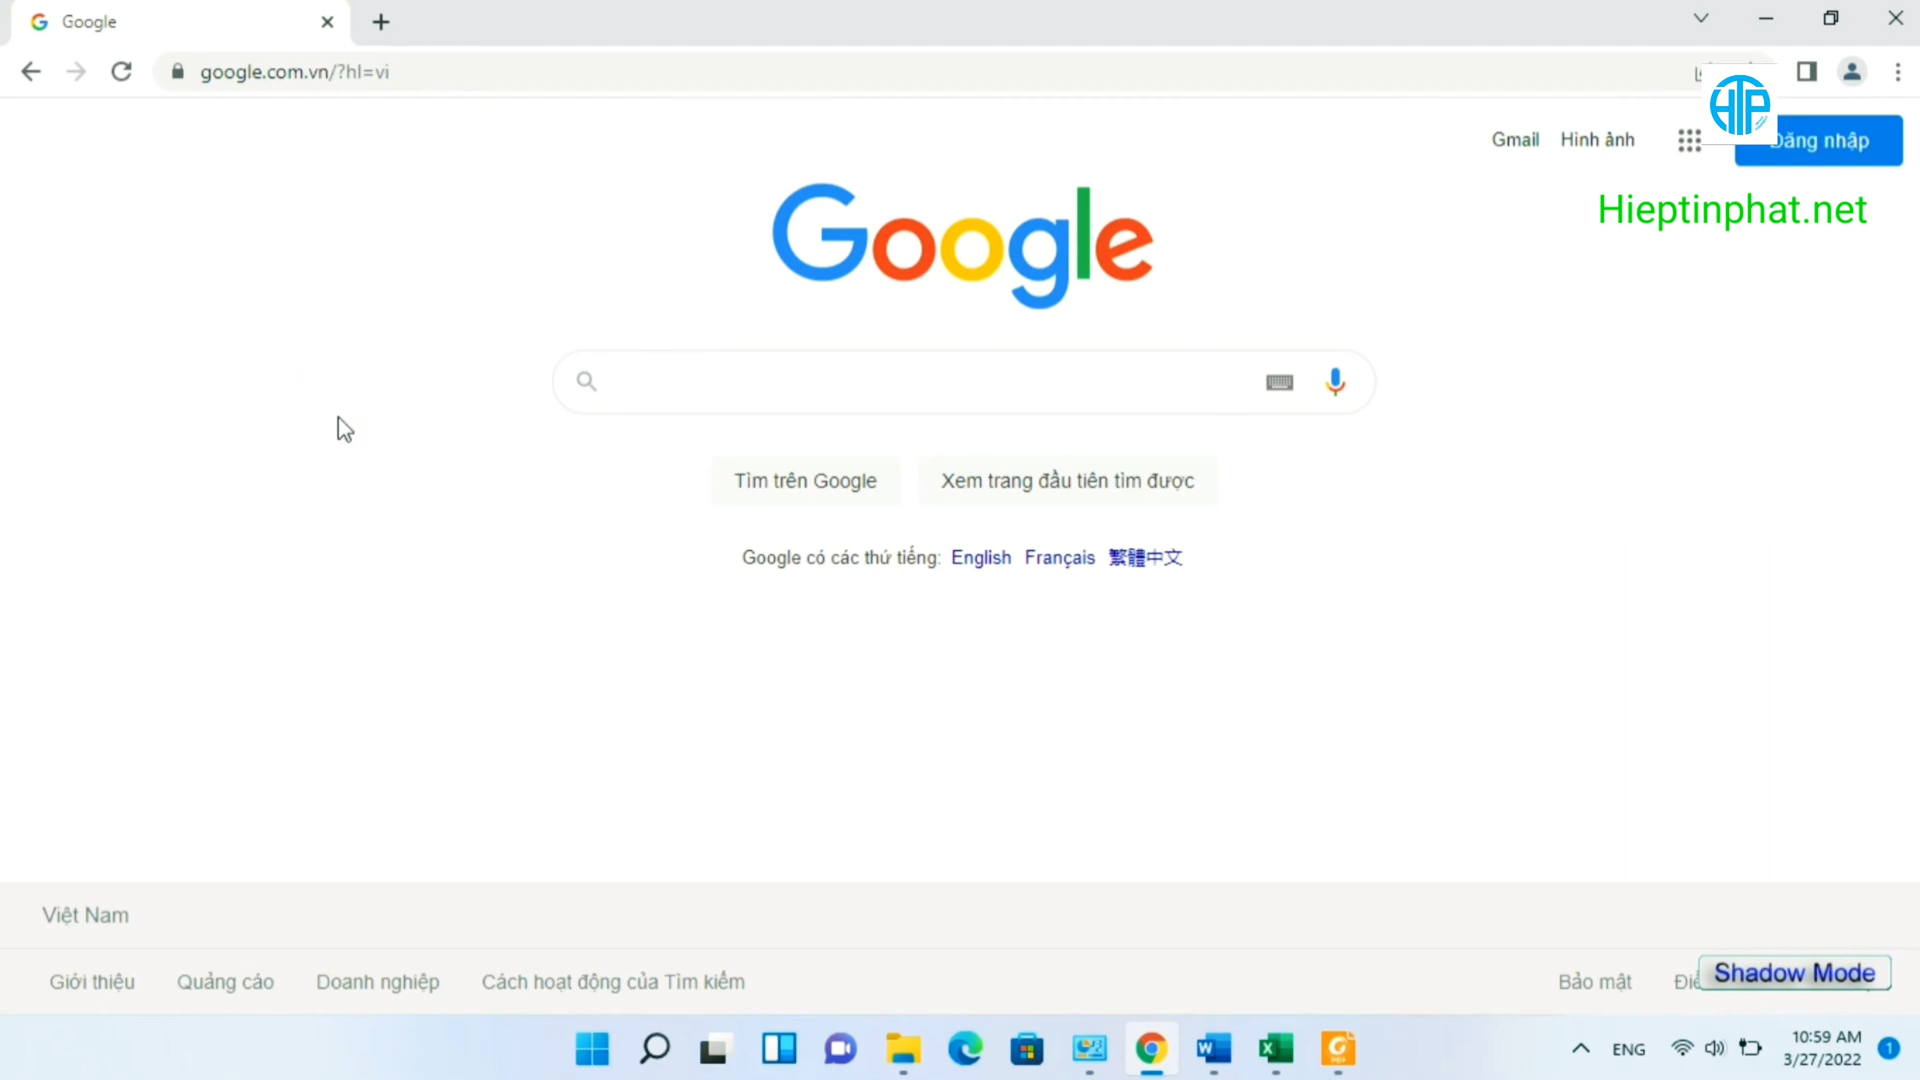 Google
google.com.vn/?hl=vi
HTP
Gmail Hình ảnh
Đăng nhập
Hieptinphat.net
Google
Tìm trên Google Xem trang đầu tiên tìm được
Google có các thứ tiếng: English Français 繁體中文
Việt Nam
Giới thiệu Quảng cáo Doanh nghiệp Cách hoạt động của Tìm kiếm Bảo mật
Shadow Mode
ENG
10:59 AM
3/27/2022
1